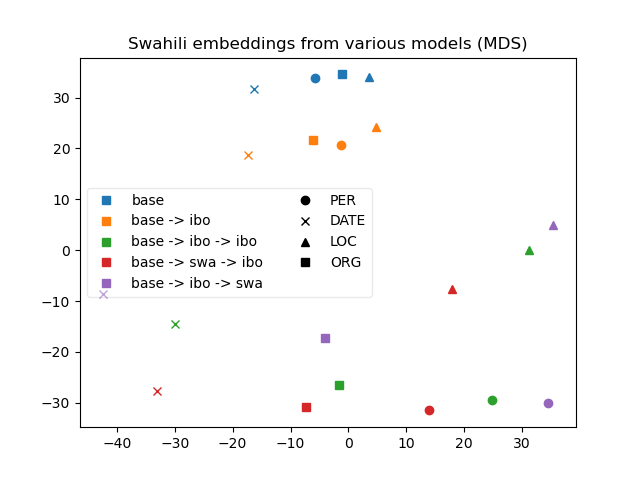 Swahili embeddings from various models (MDS)
30
20
10
0
−10
−20
−30
base
base -> ibo
base -> ibo -> ibo
base -> swa -> ibo
base -> ibo -> swa
PER
DATE
LOC
ORG
−40 −30 −20 −10 0 10 20 30